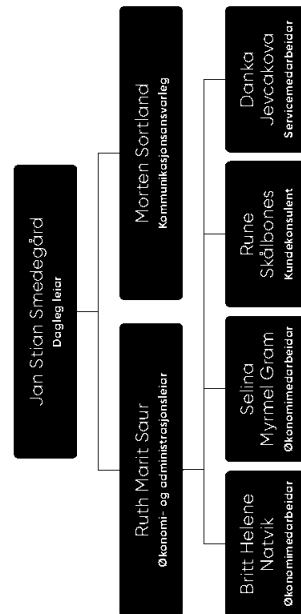 Jan Stian Smedegård
Dagleg leiar
Ruth Marit Saur
Økonomi- og administrasjonsleiar
Morten Sortland
Kommunikasjonsansvarleg
Britt Helene
Natvik
Økonomimedarbeidar
Selina
Myrmel Gram
Økonomimedarbeidar
Rune
Skålbones
Kundekonsulent
Danka
Jevcakova
Servicemedarbeidar